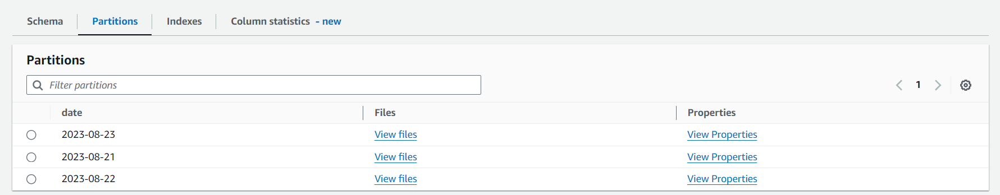 Schema Partitions Indexes Column statistics - new
Partitions
Filter partitions 1
date Files Properties
2023-08-23 View files View Properties
2023-08-21 View files View Properties
2023-08-22 View files View Properties